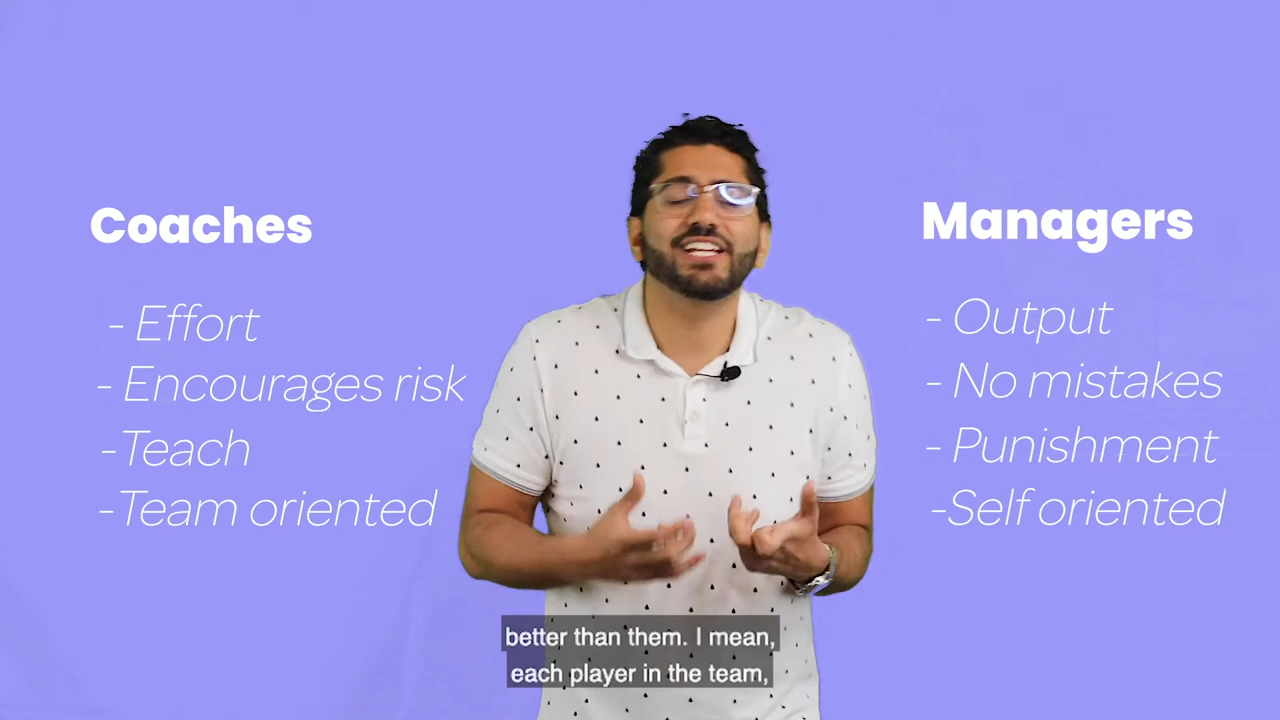 Coaches
- Effort
- Encourages risk
-Teach
-Team oriented
Managers
- Output
- No mistakes
- Punishment
-Self oriented
better than them. I mean,
each player in the team,